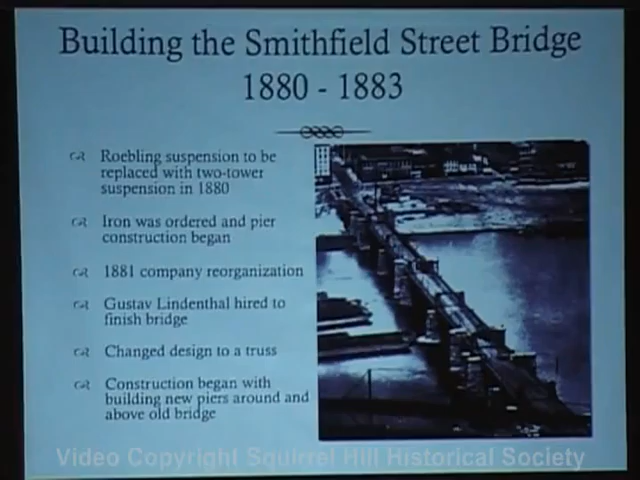 Building the Smithfield Street Bridge
1880 - 1883
Roebling suspension to be
replaced with two-tower
suspension in 1880
Iron was ordered and pier
construction began
1881 company reorganization
Gustav Lindenthal hired to
finish bridge
Changed design to a truss
Construction began with
building new piers around and
above old bridge
Video Copyright Squirrel Hill Historical Society